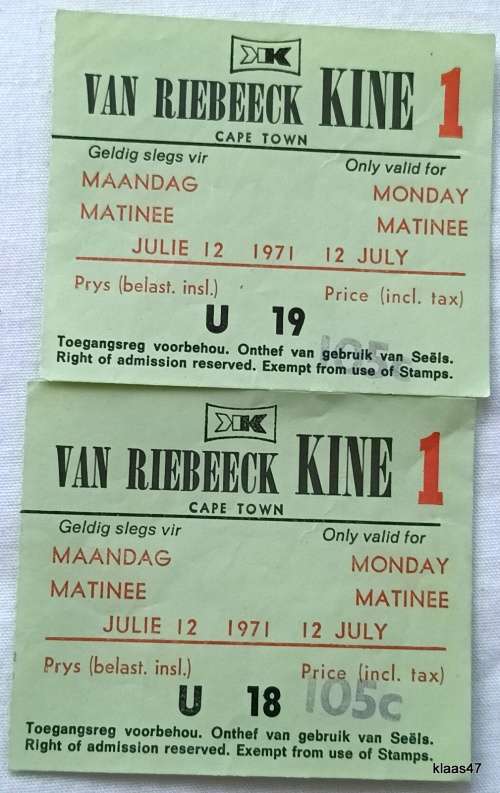 VAN RIEBEECK KINE 1
CAPE TOWN
Geldig slegs vir Only valid for
MAANDAG MONDAY
MATINEE MATINEE
JULIE 12 1971 12 JULY
Prys (belast. insl.) Price (incl. tax)
U 19
105c
Toegangsreg voorbehou. Onthef van gebruik van Seëls.
Right of admission reserved. Exempt from use of Stamps.
VAN RIEBEECK KINE 1
CAPE TOWN
Geldig slegs vir Only valid for
MAANDAG MONDAY
MATINEE MATINEE
JULIE 12 1971 12 JULY
Prys (belast. insl.) Price (incl. tax)
U 18 105c
Toegangsreg voorbehou. Onthef van gebruik van Seëls.
Right of admission reserved. Exempt from use of Stamps.
klaas47